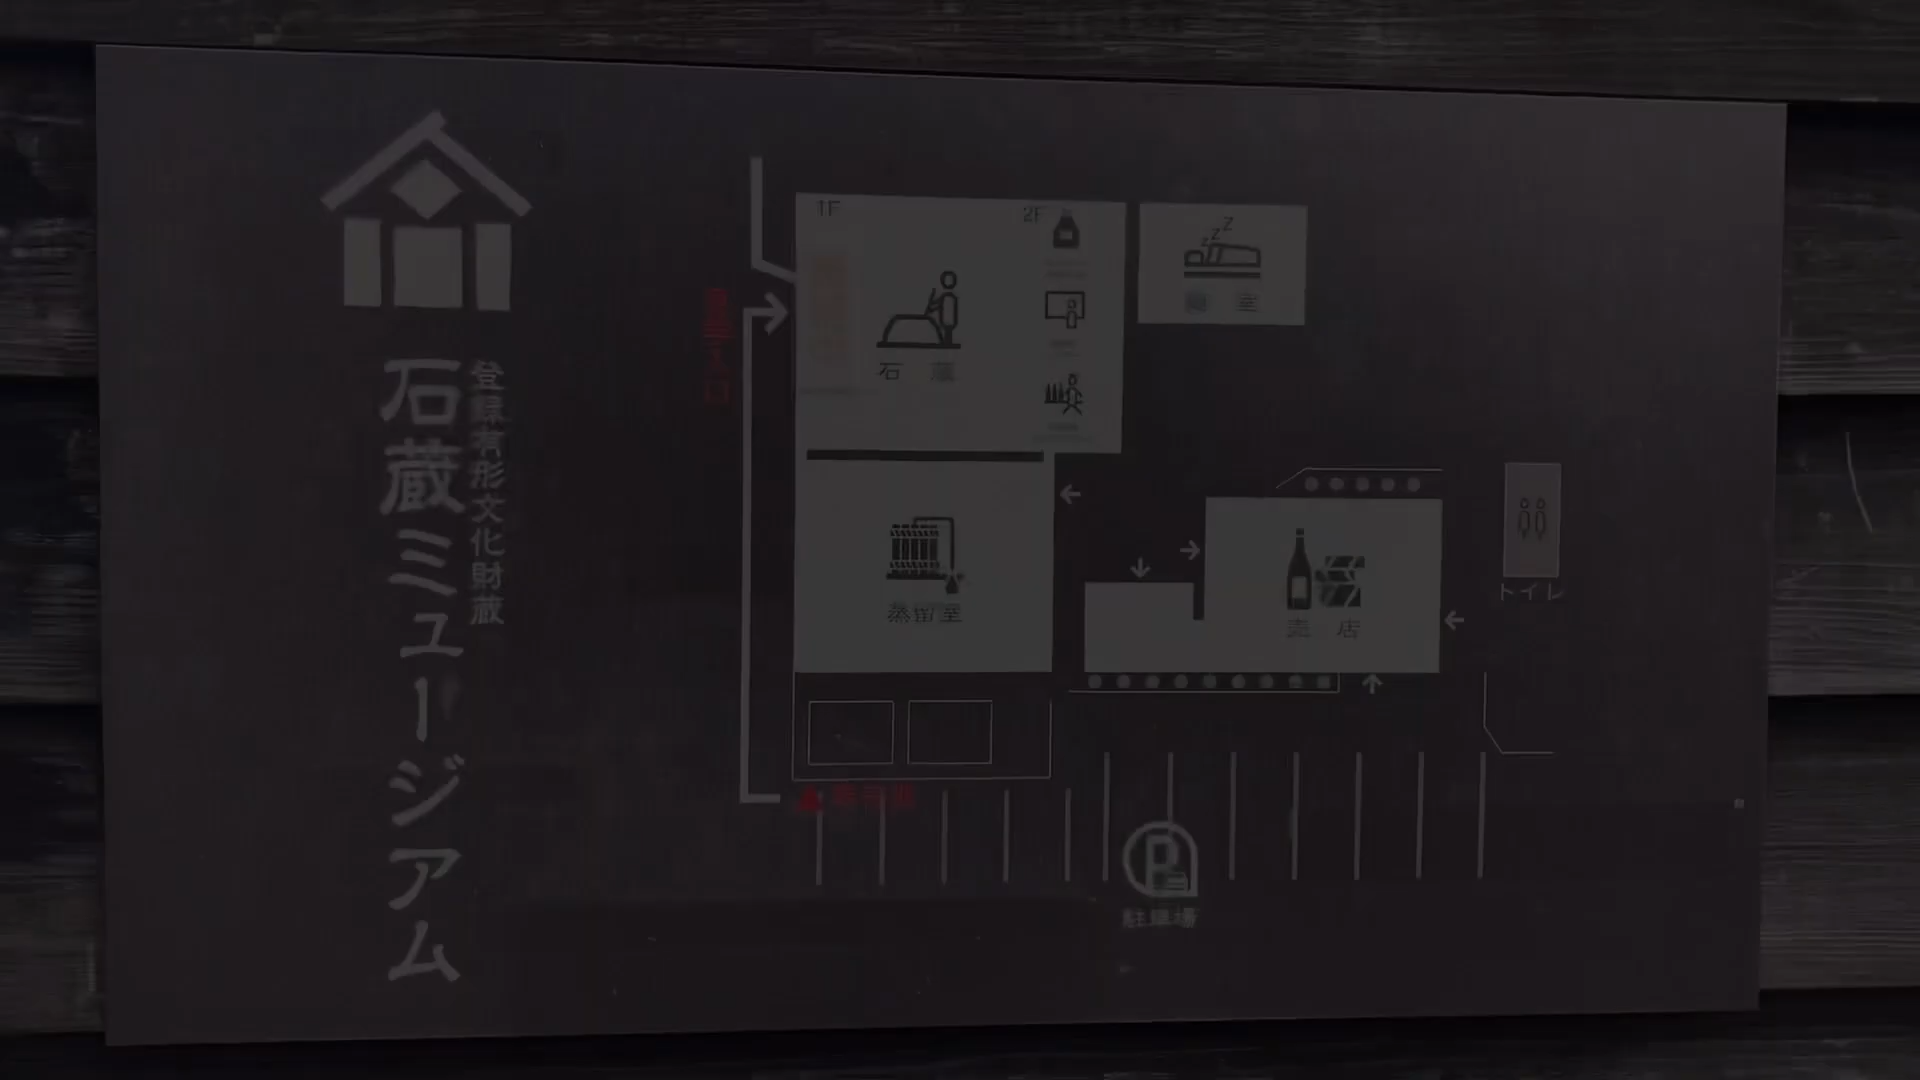 石蔵ミュージアム
登録有形文化財蔵
1F
2F
石 蔵
z z Z
室
蒸留室
売 店
トイレ
P
駐車場